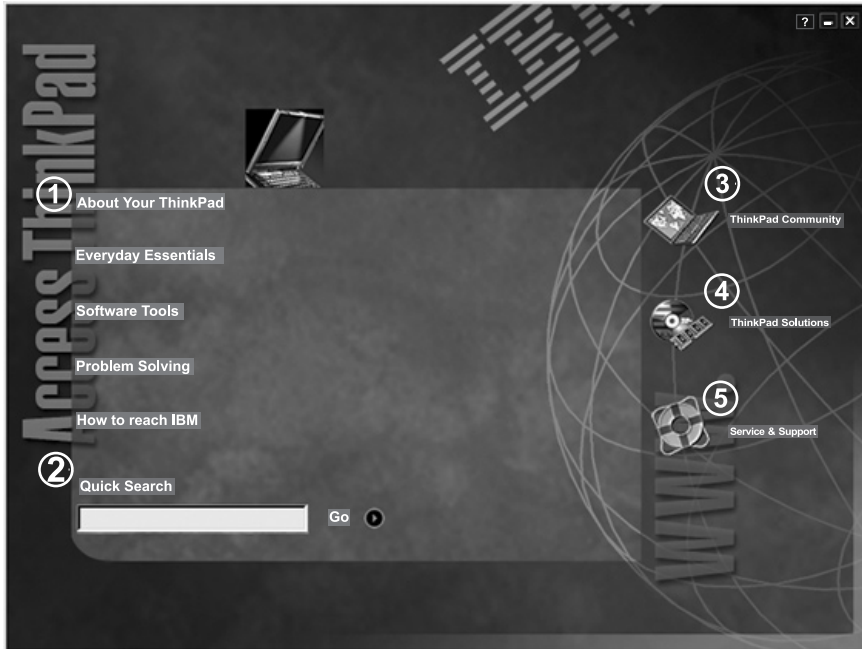 IBM
? - X
Access ThinkPad
1
About Your ThinkPad
Everyday Essentials
Software Tools
Problem Solving
How to reach IBM
2
Quick Search
Go
3
ThinkPad Community
4
ThinkPad Solutions
5
Service & Support
WWW.